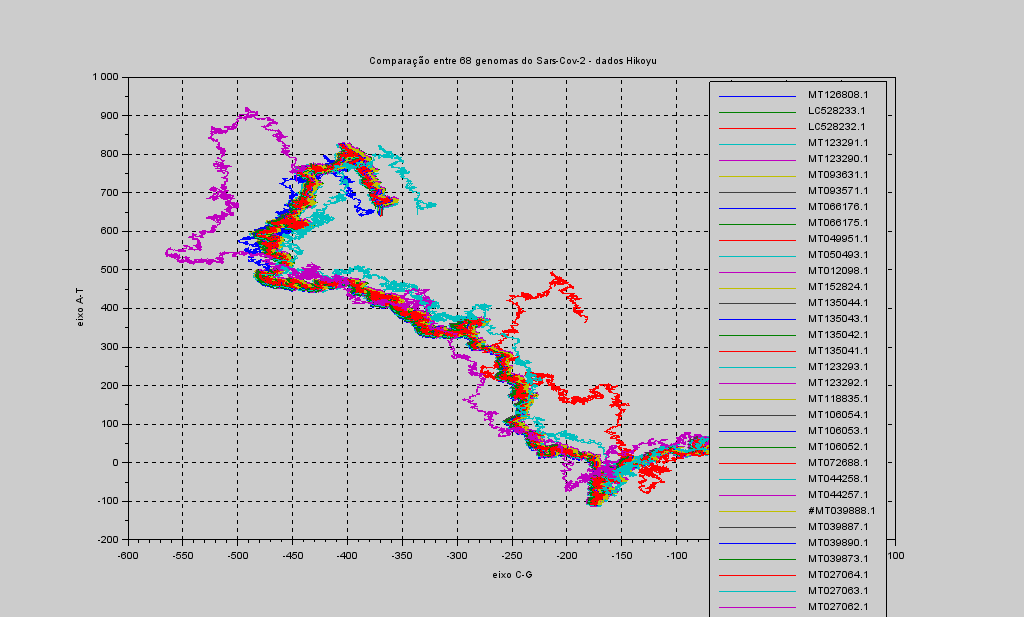 Comparação entre 68 genomas do Sars-Cov-2 - dados Hikoyu
1 000
900
800
700
600
500
400
300
200
100
0
-100
-200
eixo A-T
-600 -550 -500 -450 -400 -350 -300 -250 -200 -150 -100 100
eixo C-G
MT126808.1
LC528233.1
LC528232.1
MT123291.1
MT123290.1
MT093631.1
MT093571.1
MT066176.1
MT066175.1
MT049951.1
MT050493.1
MT012098.1
MT152824.1
MT135044.1
MT135043.1
MT135042.1
MT135041.1
MT123293.1
MT123292.1
MT118835.1
MT106054.1
MT106053.1
MT106052.1
MT072688.1
MT044258.1
MT044257.1
#MT039888.1
MT039887.1
MT039890.1
MT039873.1
MT027064.1
MT027063.1
MT027062.1